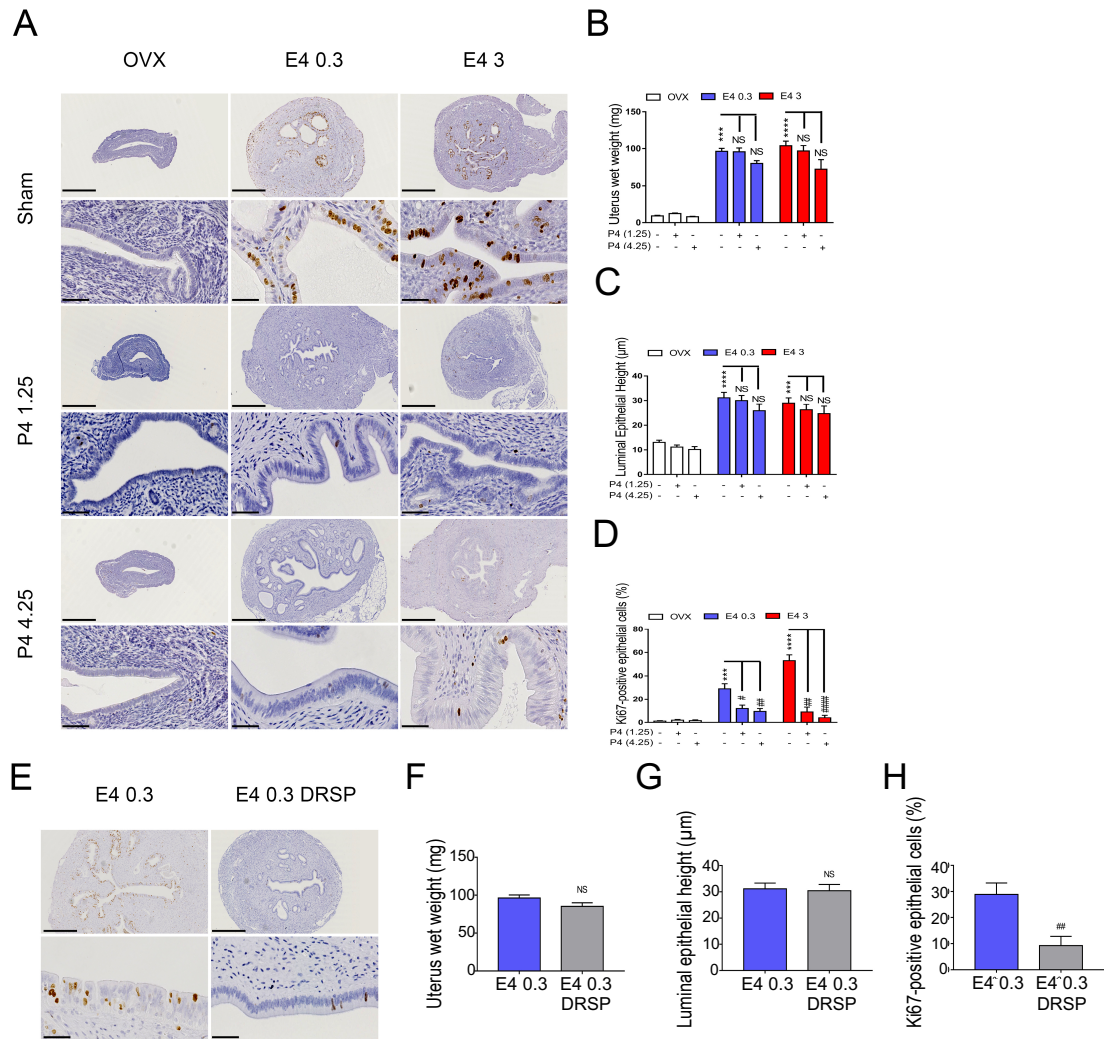 A
OVX E4 0.3 E4 3
Sham
P4 1.25
P4 4.25
B
OVX E4 0.3 E4 3
Uterus wet weight (mg)
150
100
50
0
*** NS NS **** NS NS
P4 (1.25) - + - - + - - + -
P4 (4.25) - - + - - + - - +
C
OVX E4 0.3 E4 3
Luminal Epithelial Height (µm)
40
30
20
10
0
**** NS NS *** NS NS
P4 (1.25) - + - - + - - + -
P4 (4.25) - - + - - + - - +
D
OVX E4 0.3 E4 3
Ki67-positive epithelial cells (%)
80
60
40
20
0
*** # ## **** ## ####
P4 (1.25) - + - - + - - + -
P4 (4.25) - - + - - + - - +
E
E4 0.3 E4 0.3 DRSP
F
Uterus wet weight (mg)
150
100
50
0
NS
E4 0.3 E4 0.3
DRSP
G
Luminal epithelial height (µm)
40
30
20
10
0
NS
E4 0.3 E4 0.3
DRSP
H
Ki67-positive epithelial cells (%)
40
30
20
10
0
##
E4 0.3 E4 0.3
DRSP